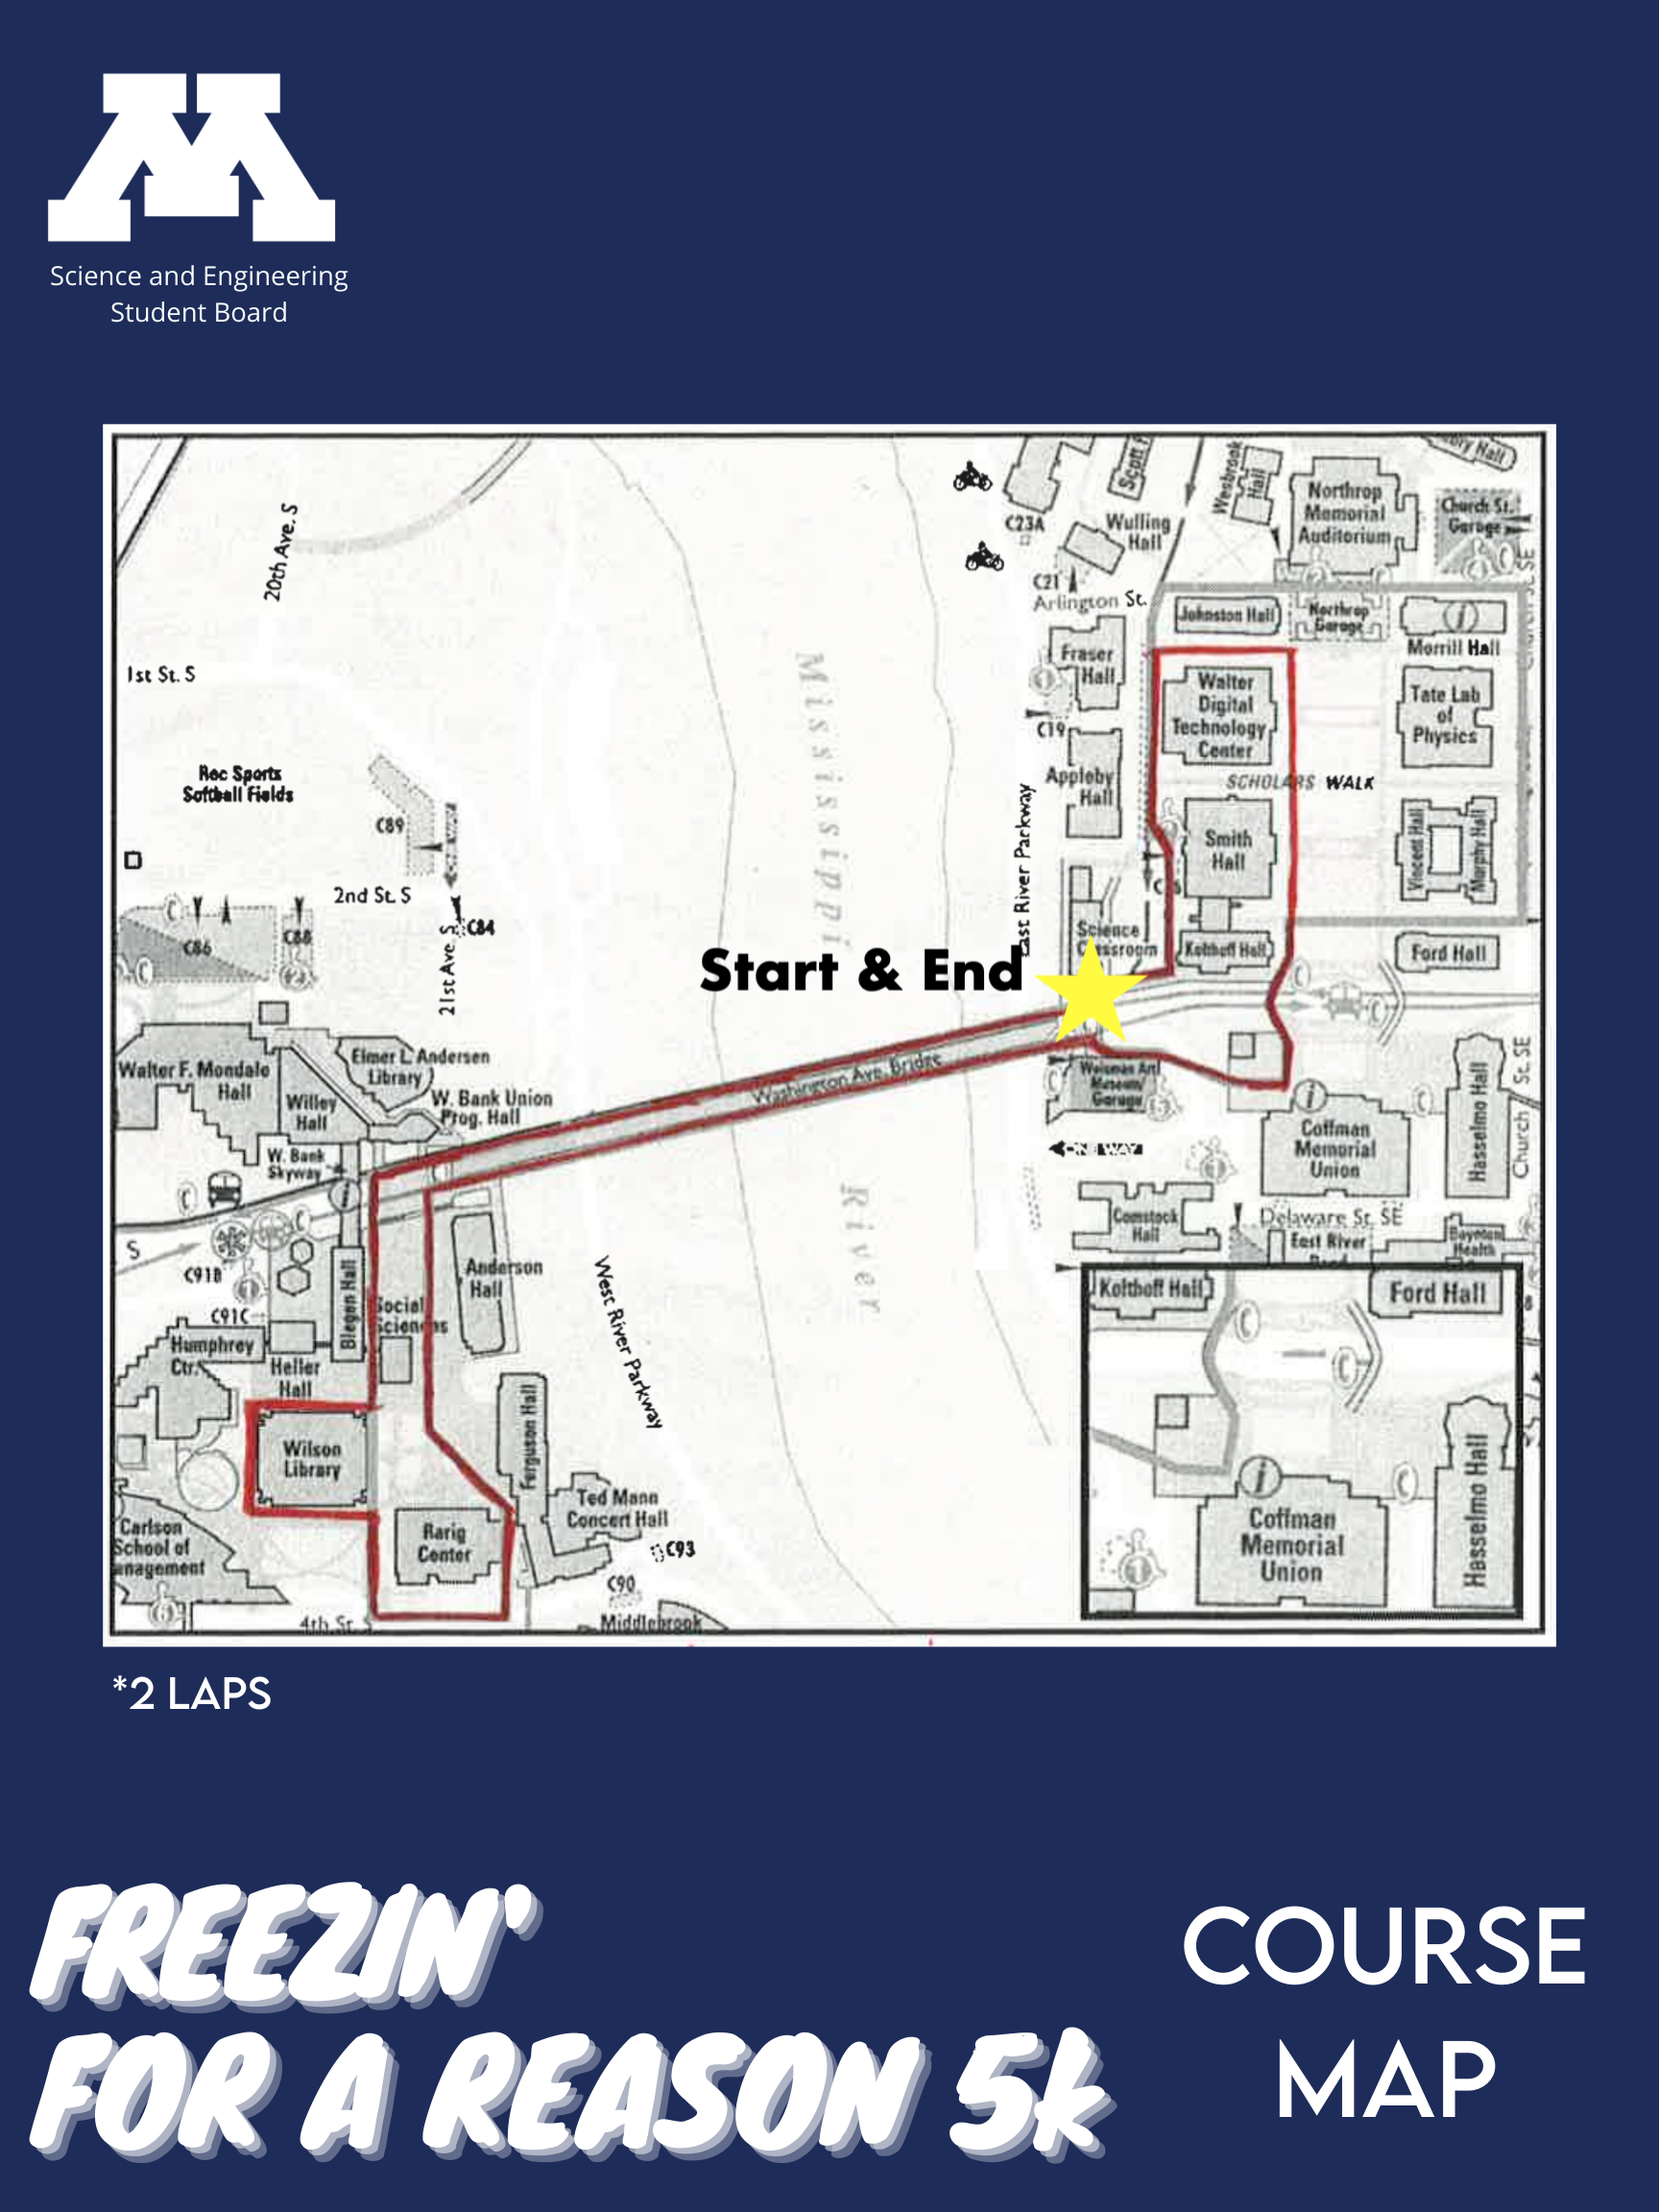 M
Science and Engineering
Student Board
20th Ave. S
1st St. S
Rec Sports
Softball Fields
C89
2nd St. S
C84
21st Ave. S
C86
C88
Walter F. Mondale
Hall
Elmer L. Andersen
Library
Willey
Hall
W. Bank Union
Prog. Hall
W. Bank
Skyway
S
C91B
C91C
Humphrey
Ctr.
Heller
Hall
Blegen Hall
Social
Sciences
Anderson
Hall
Wilson
Library
Carlson
School of
anagement
Rarig
Center
Ferguson Hall
Ted Mann
Concert Hall
C93
C90
4th St. S
Middlebrook
West River Parkway
Mississippi
River
Washington Ave. Bridge
Start & End
East River Parkway
C23A
Scott
Wulling
Hall
C21
Arlington St.
Fraser
Hall
C19
Appleby
Hall
Science
Classroom
Wesbrook
Hall
Northrop
Memorial
Auditorium
Church St.
Garage
Johnston Hall
Northrop
Garage
Morrill Hall
Walter
Digital
Technology
Center
Tate Lab
of
Physics
SCHOLARS WALK
Smith
Hall
Vincent Hall
Murphy Hall
Kolthoff Hall
Ford Hall
Weisman Art
Museum/
Garage
ONE WAY
Coffman
Memorial
Union
Hasselmo Hall
Church St. SE
Comstock
Hall
Delaware St. SE
East River
Road
Boynton
Health
Kolthoff Hall
Ford Hall
Coffman
Memorial
Union
Hasselmo Hall
*2 LAPS
FREEZIN'
FOR A REASON 5k
COURSE
MAP